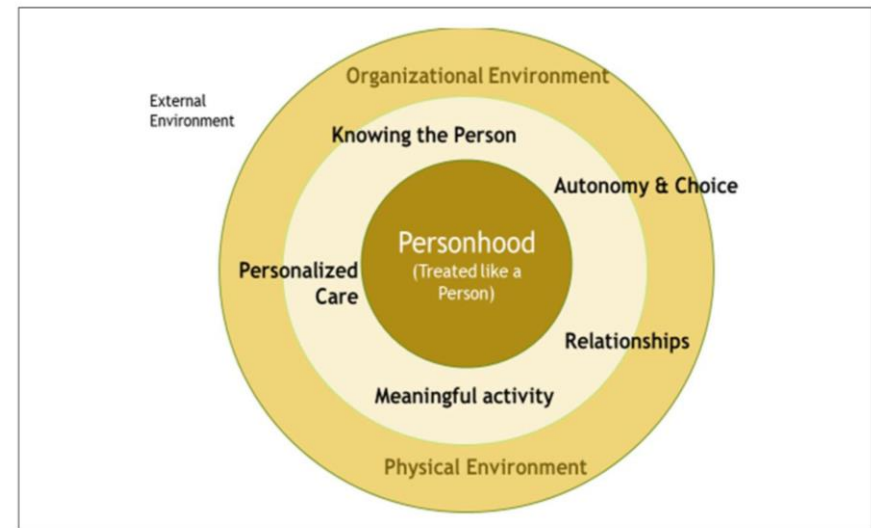 Organizational Environment
External
Environment
Knowing the Person
Autonomy & Choice
Personhood
(Treated like a
Person)
Personalized
Care
Relationships
Meaningful activity
Physical Environment